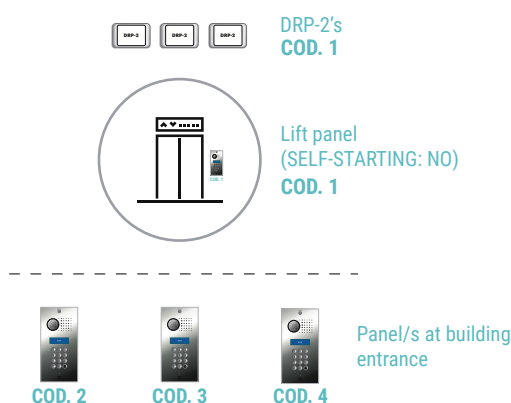 DRP-2 DRP-2 DRP-2
DRP-2's
COD. 1
Lift panel
(SELF-STARTING: NO)
COD. 1
COD. 1
Panel/s at building
entrance
COD. 2 COD. 3 COD. 4